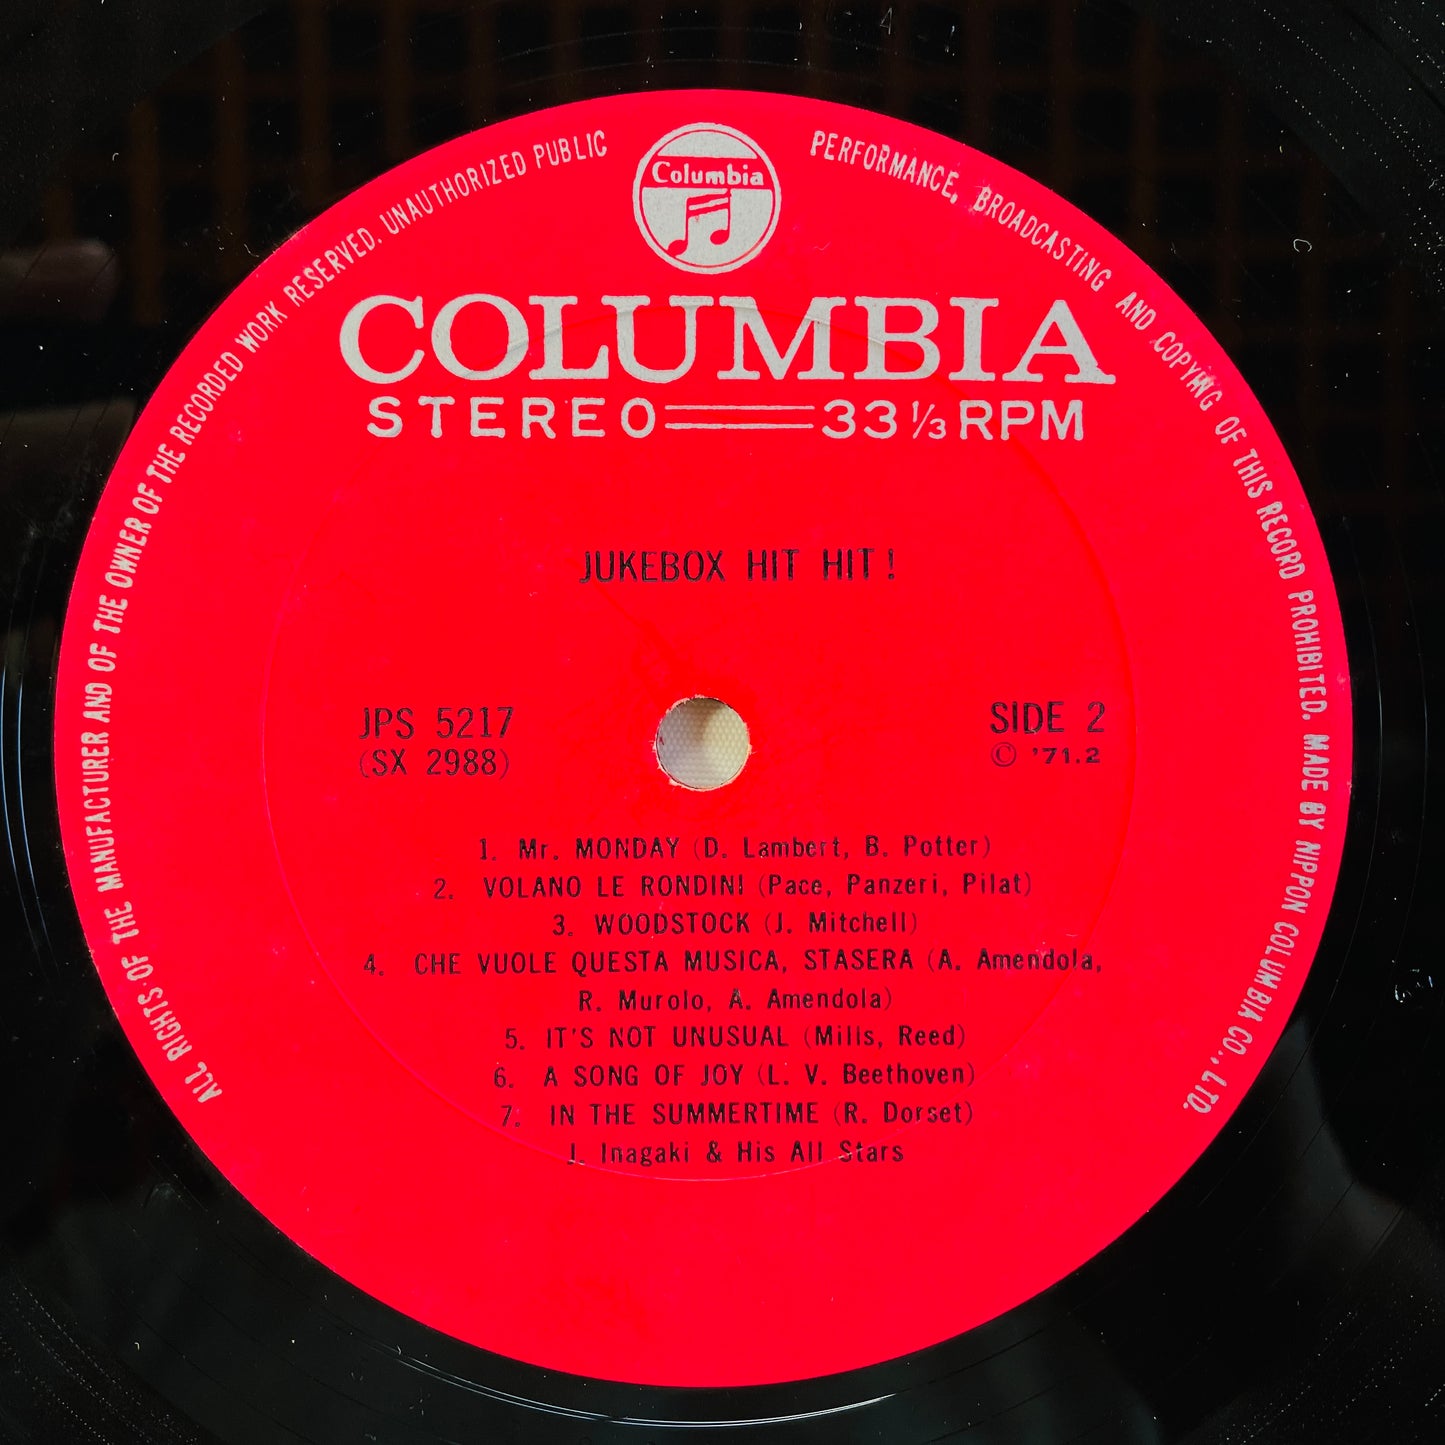 Columbia
COLUMBIA
STEREO 33 1/3 RPM
JUKEBOX HIT HIT!
JPS 5217
(SX 2988)
SIDE 2
© '71.2
1. Mr. MONDAY (D. Lambert, B. Potter)
2. VOLANO LE RONDINI (Pace, Panzeri, Pilat)
3. WOODSTOCK (J. Mitchell)
4. CHE VUOLE QUESTA MUSICA, STASERA (A. Amendola,
R. Murolo, A. Amendola)
5. IT'S NOT UNUSUAL (Mills, Reed)
6. A SONG OF JOY (L. V. Beethoven)
7. IN THE SUMMERTIME (R. Dorset)
J. Inagaki & His All Stars
ALL RIGHTS OF THE MANUFACTURER AND OF THE OWNER OF THE RECORDED WORK RESERVED. UNAUTHORIZED PUBLIC PERFORMANCE, BROADCASTING AND COPYING OF THIS RECORD PROHIBITED. MADE BY NIPPON COLUMBIA CO., LTD.